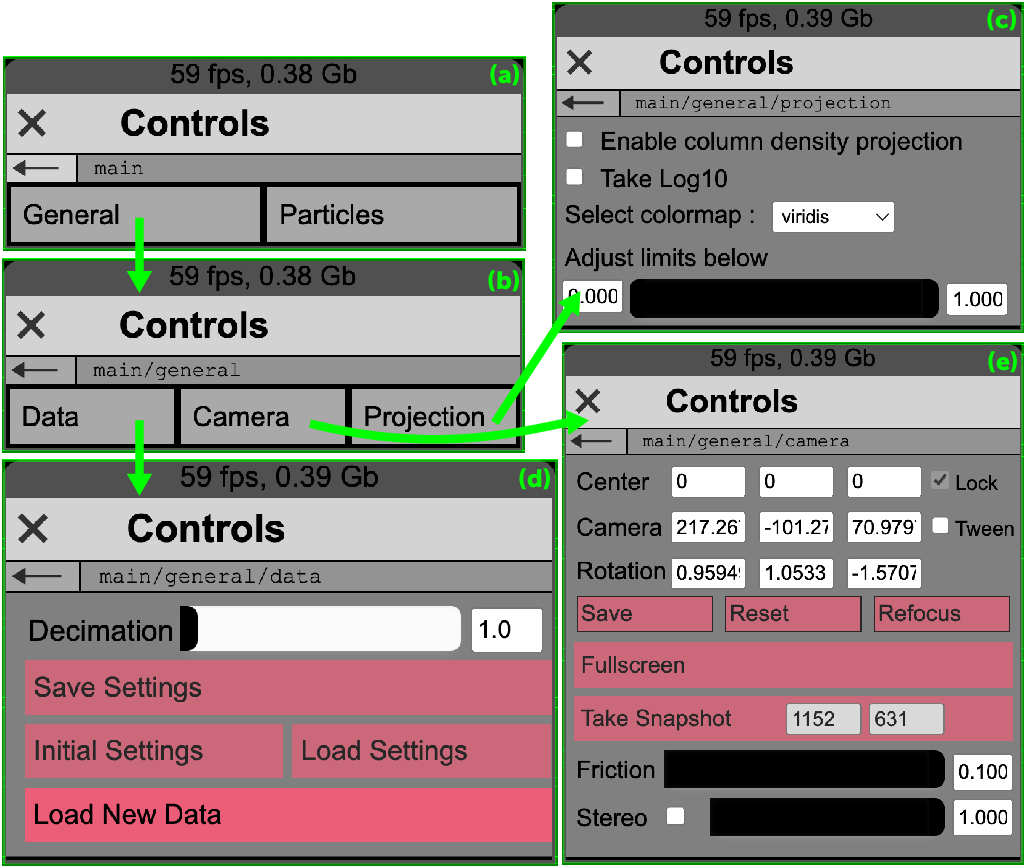 59 fps, 0.38 Gb (a)
Controls
main
General Particles
59 fps, 0.38 Gb (b)
Controls
main/general
Data Camera Projection
59 fps, 0.39 Gb (c)
Controls
main/general/projection
Enable column density projection
Take Log10
Select colormap : viridis
Adjust limits below
0.000 1.000
59 fps, 0.39 Gb (d)
Controls
main/general/data
Decimation 1.0
Save Settings
Initial Settings Load Settings
Load New Data
59 fps, 0.39 Gb (e)
Controls
main/general/camera
Center 0 0 0 Lock
Camera 217.26 -101.27 70.979 Tween
Rotation 0.9594 1.0533 -1.5707
Save Reset Refocus
Fullscreen
Take Snapshot 1152 631
Friction 0.100
Stereo 1.000